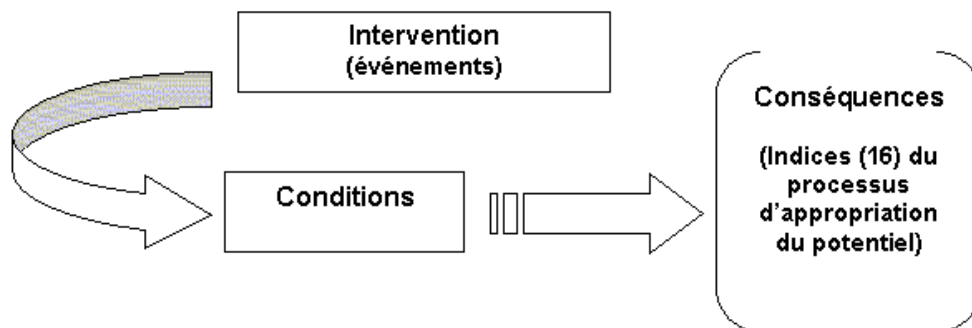 Intervention
(événements)
Conditions
Conséquences
(Indices (16) du
processus
d'appropriation
du potentiel)